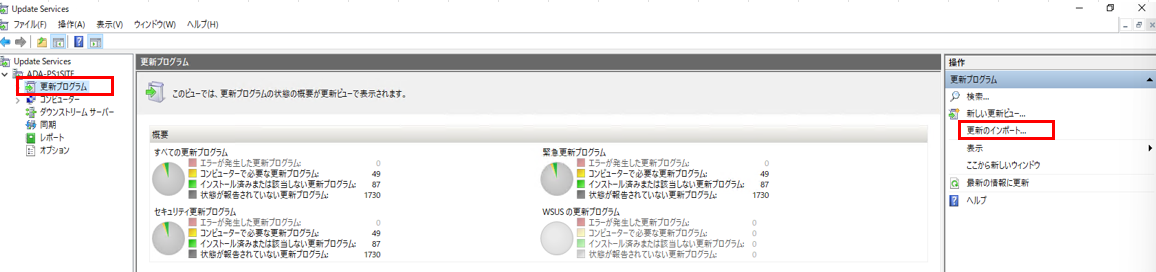 Update Services
ファイル(F) 操作(A) 表示(V) ウィンドウ(W) ヘルプ(H)
Update Services
ADA-PS1SITE
更新プログラム
コンピューター
ダウンストリーム サーバー
同期
レポート
オプション
更新プログラム
このビューでは、更新プログラムの状態の概要が更新ビューで表示されます。
概要
すべての更新プログラム
エラーが発生した更新プログラム: 0
コンピューターで必要な更新プログラム: 49
インストール済みまたは該当しない更新プログラム: 87
状態が報告されていない更新プログラム: 1730
緊急更新プログラム
エラーが発生した更新プログラム: 0
コンピューターで必要な更新プログラム: 49
インストール済みまたは該当しない更新プログラム: 87
状態が報告されていない更新プログラム: 1730
セキュリティ更新プログラム
エラーが発生した更新プログラム: 0
コンピューターで必要な更新プログラム: 49
インストール済みまたは該当しない更新プログラム: 87
状態が報告されていない更新プログラム: 1730
WSUS の更新プログラム
エラーが発生した更新プログラム: 0
コンピューターで必要な更新プログラム: 0
インストール済みまたは該当しない更新プログラム: 0
状態が報告されていない更新プログラム: 0
操作
更新プログラム
検索...
新しい更新ビュー...
更新のインポート...
表示
ここから新しいウィンドウ
最新の情報に更新
ヘルプ